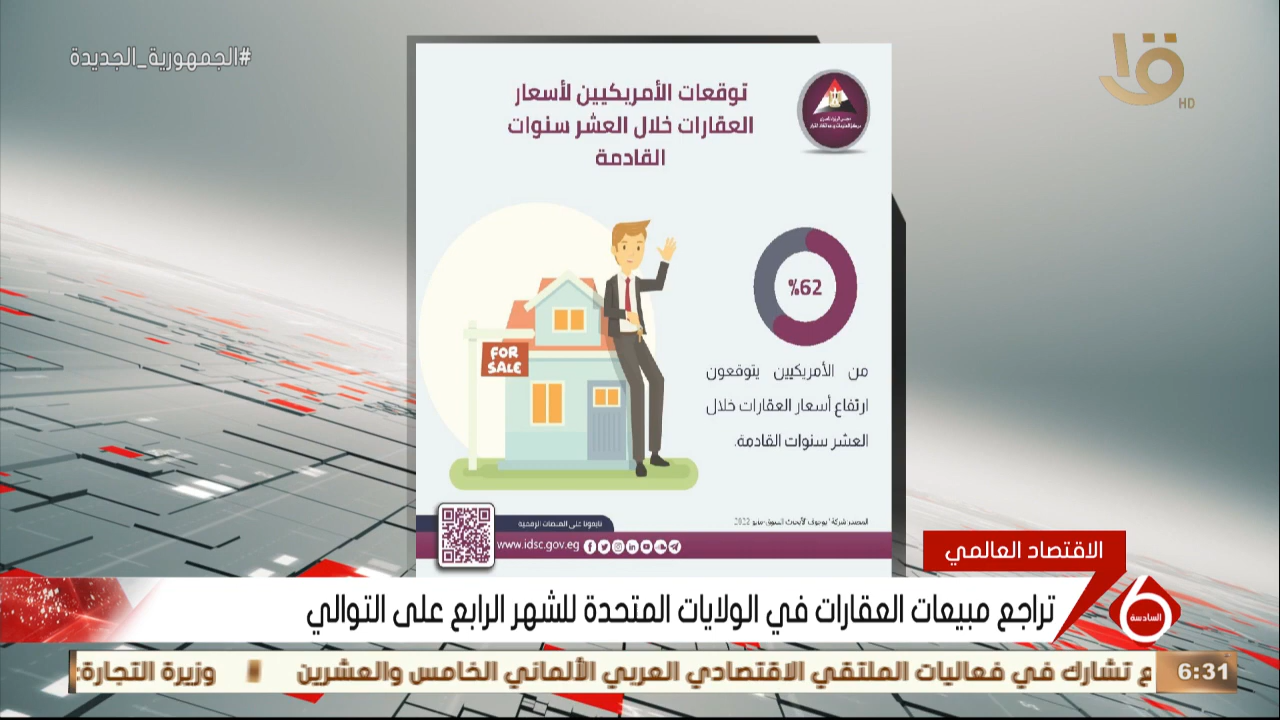 #الجمهورية_الجديدة
HD
توقعات الأمريكيين لأسعار
العقارات خلال العشر سنوات
القادمة
%62
من الأمريكيين يتوقعون
ارتفاع أسعار العقارات خلال
العشر سنوات القادمة.
FOR
SALE
تابعونا على المنصات الرقمية
www.idsc.gov.eg
الاقتصاد العالمي
تراجع مبيعات العقارات في الولايات المتحدة للشهر الرابع على التوالي
6
السادسة
ع تشارك في فعاليات الملتقي الاقتصادي العربي الألماني الخامس والعشرين
وزيرة التجارة:
6:31